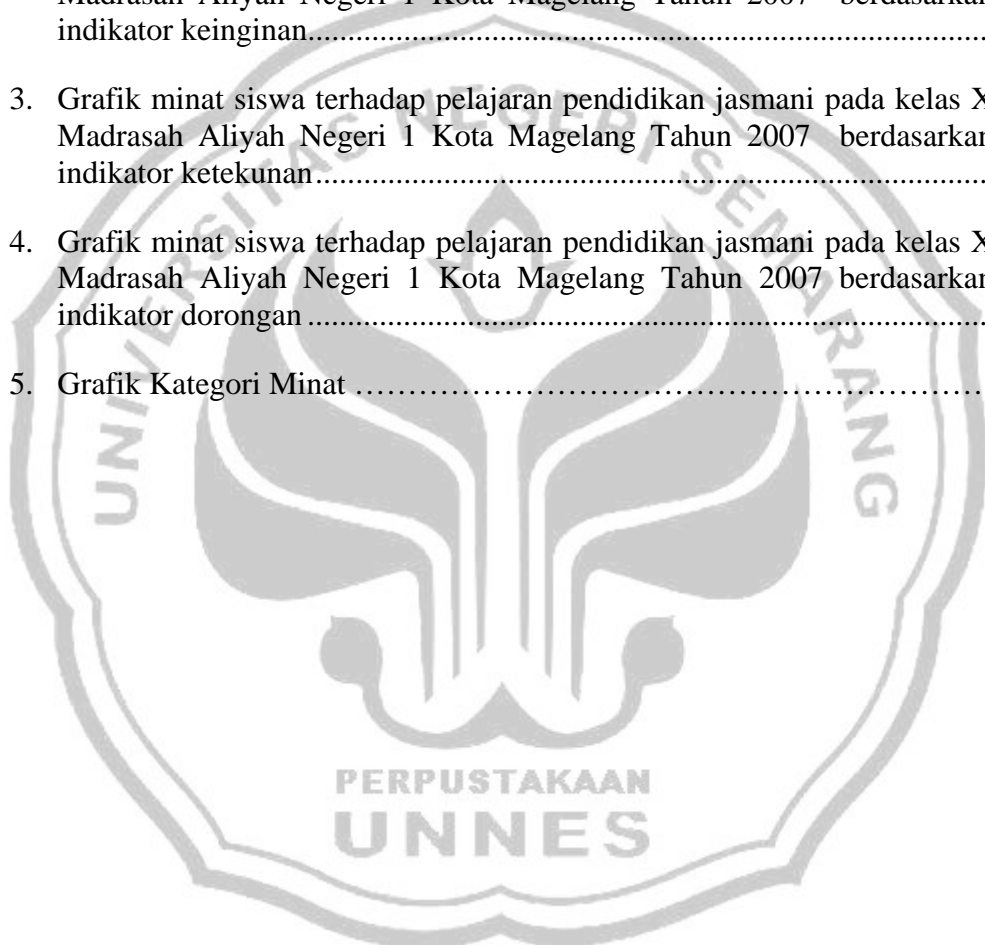 Madrasah Aliyah Negeri 1 Kota Magelang Tahun 2007 berdasarkan
indikator keinginan....................................................................................
3. Grafik minat siswa terhadap pelajaran pendidikan jasmani pada kelas X
Madrasah Aliyah Negeri 1 Kota Magelang Tahun 2007 berdasarkan
indikator ketekunan...................................................................................
4. Grafik minat siswa terhadap pelajaran pendidikan jasmani pada kelas X
Madrasah Aliyah Negeri 1 Kota Magelang Tahun 2007 berdasarkan
indikator dorongan....................................................................................
5. Grafik Kategori Minat ……………………………………………………………
UNIVERSITAS NEGERI SEMARANG
PERPUSTAKAAN
UNNES